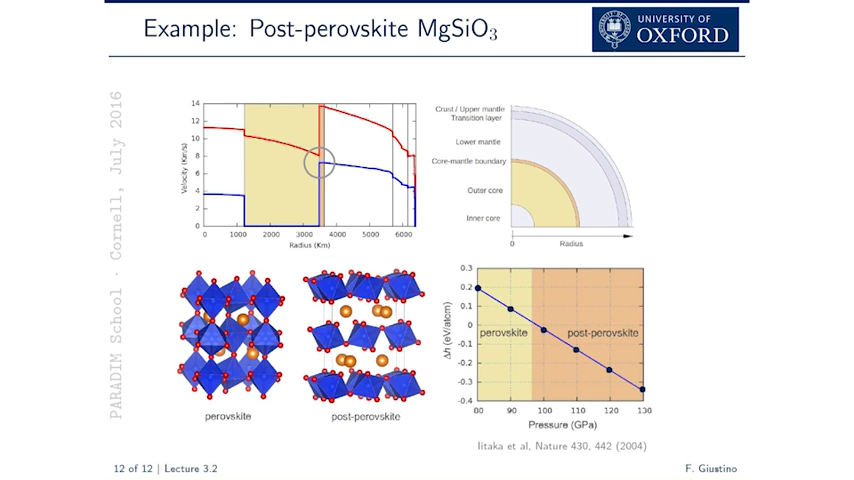 Example: Post-perovskite MgSiO3
UNIVERSITY OF
OXFORD
PARADIM School · Cornell, July 2016
14
12
10
8
6
4
2
0
Velocity (Km/s)
0 1000 2000 3000 4000 5000 6000
Radius (Km)
Crust / Upper mantle
Transition layer
Lower mantle
Core-mantle boundary
Outer core
Inner core
0 Radius
perovskite
post-perovskite
0.3
0.2
0.1
0
-0.1
-0.2
-0.3
-0.4
Δh (eV/atom)
perovskite
post-perovskite
80 90 100 110 120 130
Pressure (GPa)
Iitaka et al, Nature 430, 442 (2004)
12 of 12 | Lecture 3.2
F. Giustino